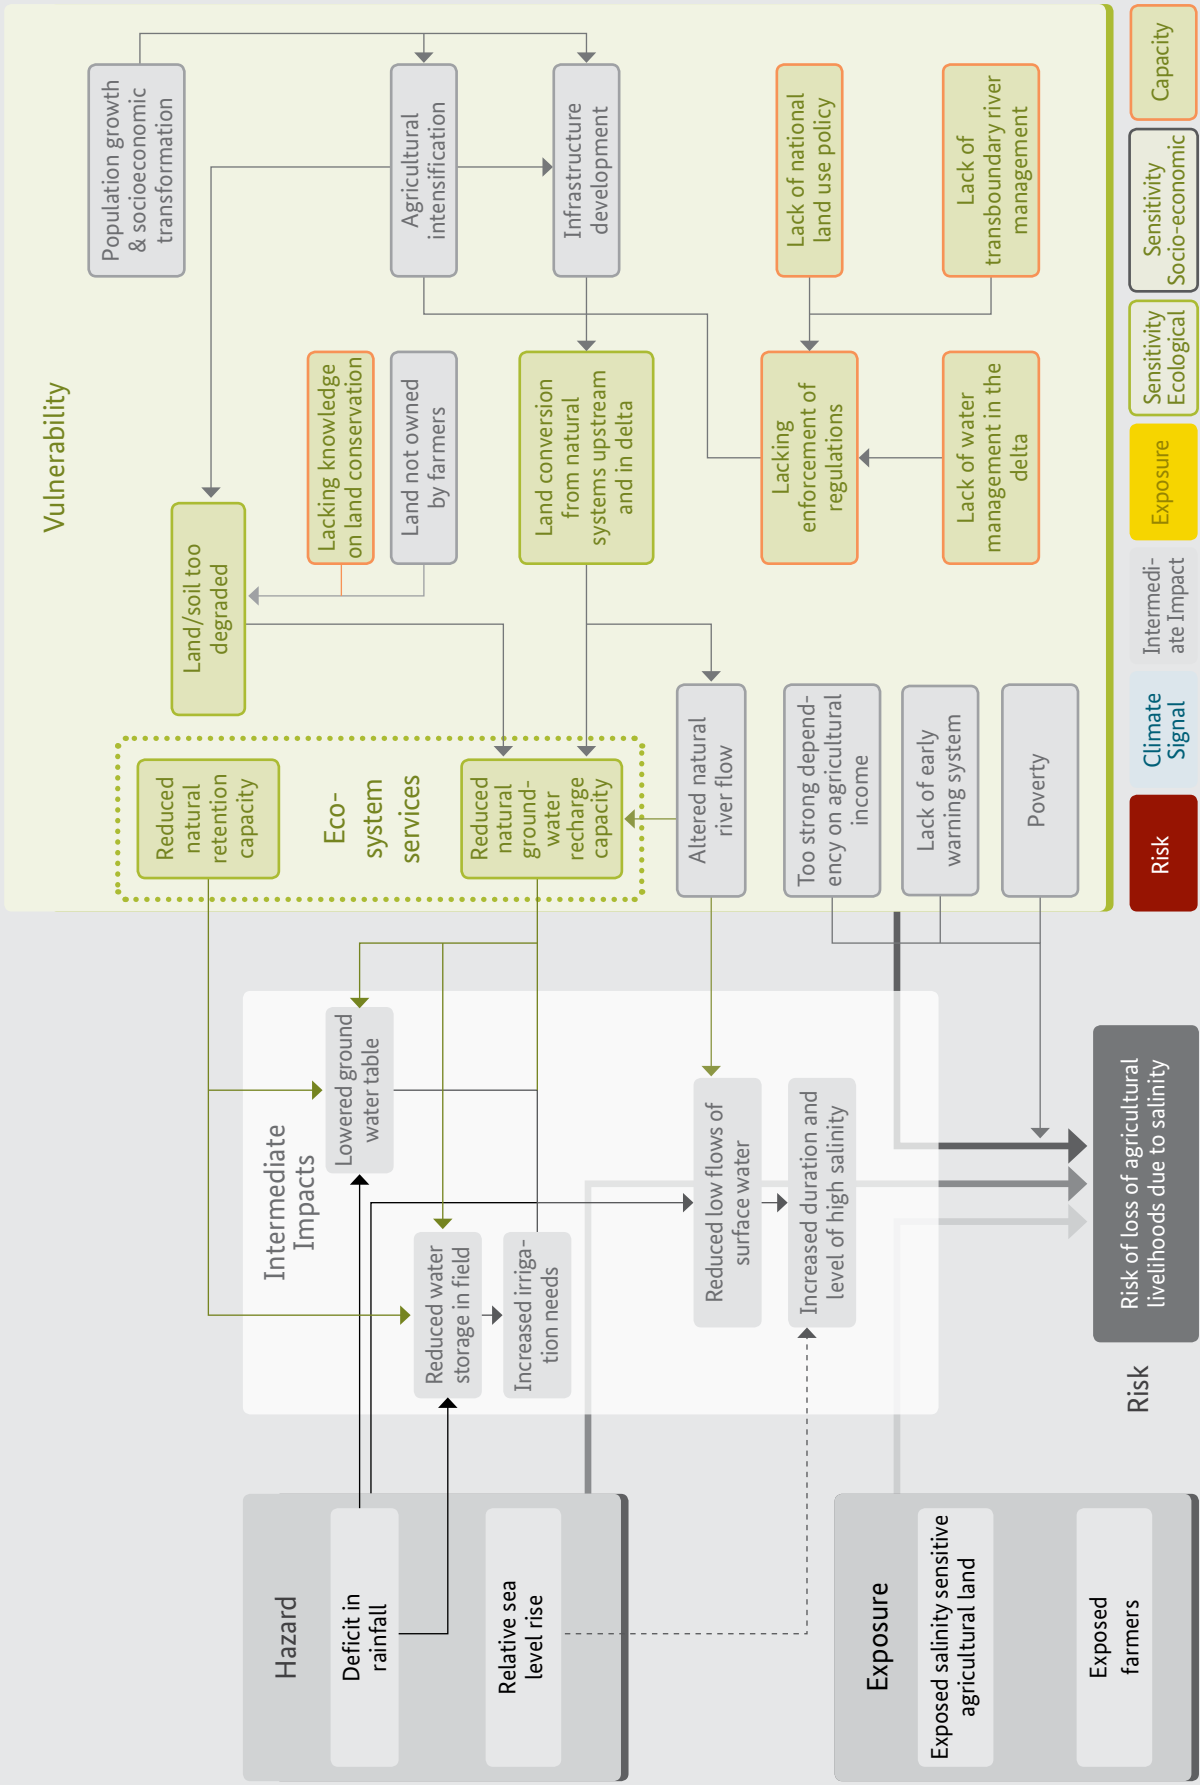 Hazard
Deficit in
rainfall
Relative sea
level rise
Exposure
Exposed salinity sensitive
agricultural land
Exposed
farmers
Intermediate
Impacts
Lowered ground
water table
Reduced water
storage in field
Increased irriga-
tion needs
Reduced low flows of
surface water
Increased duration and
level of high salinity
Risk
Risk of loss of agricultural
livelihoods due to salinity
Vulnerability
Reduced
natural
retention
capacity
Eco-
system
services
Reduced
natural
ground-
water
recharge
capacity
Altered natural
river flow
Too strong depend-
ency on agricultural
income
Lack of early
warning system
Poverty
Land/soil too
degraded
Lacking knowledge
on land conservation
Land not owned
by farmers
Land conversion
from natural
systems upstream
and in delta
Lacking
enforcement of
regulations
Lack of water
management in the
delta
Population growth
& socioeconomic
transformation
Agricultural
intensification
Infrastructure
development
Lack of national
land use policy
Lack of
transboundary river
management
Risk
Climate
Signal
Intermedi-
ate Impact
Exposure
Sensitivity
Ecological
Sensitivity
Socio-economic
Capacity